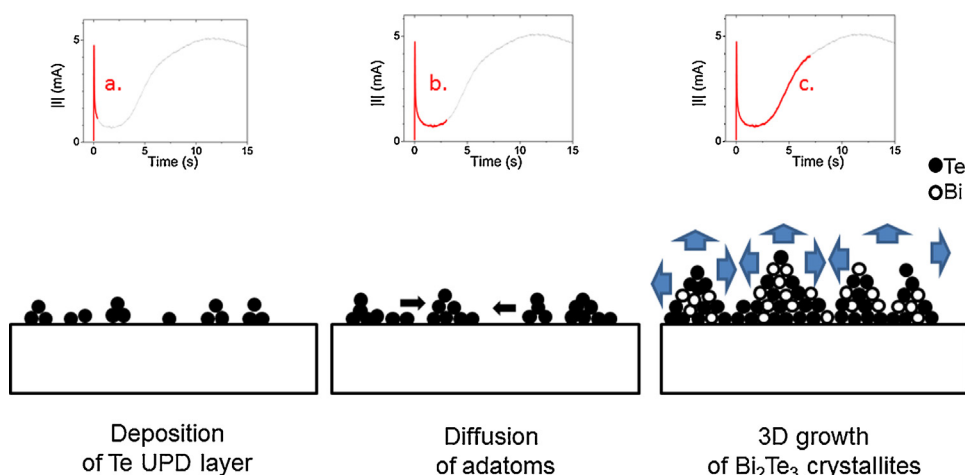 |I| (mA)
5
0
a.
0
5
10
15
Time (s)
|I| (mA)
5
0
b.
0
5
10
15
Time (s)
|I| (mA)
5
0
c.
0
5
10
15
Time (s)
Te
Bi
Deposition
of Te UPD layer
Diffusion
of adatoms
3D growth
of Bi₂Te₃ crystallites